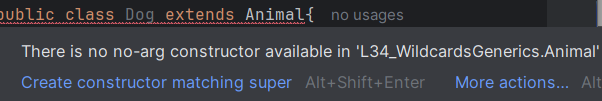 public class Dog extends Animal{ no usages
There is no no-arg constructor available in 'L34_WildcardsGenerics.Animal'
Create constructor matching super Alt+Shift+Enter More actions... Alt